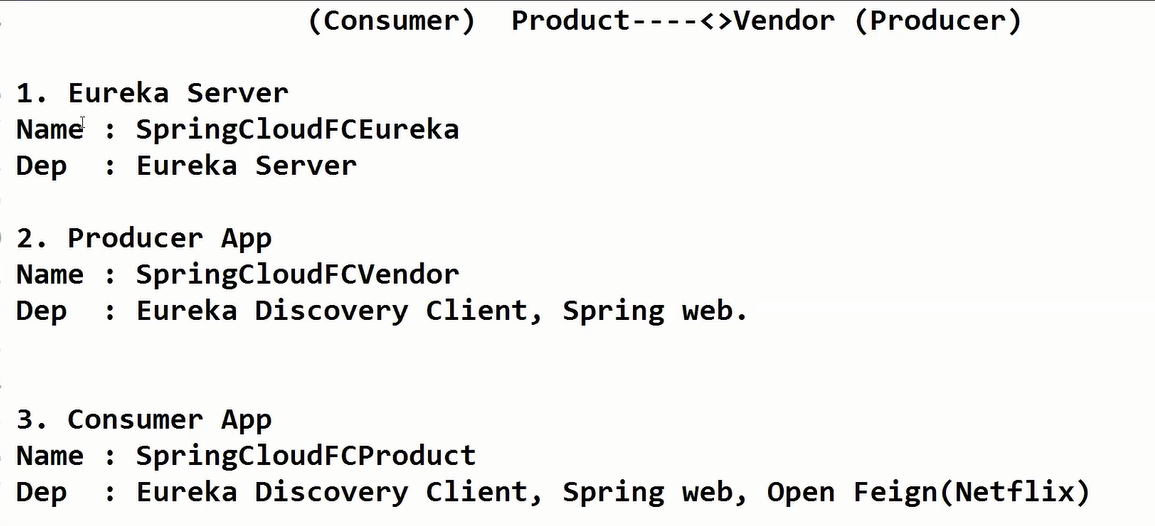 (Consumer) Product----<>Vendor (Producer)
1. Eureka Server
Name : SpringCloudFCEureka
Dep : Eureka Server
2. Producer App
Name : SpringCloudFCVendor
Dep : Eureka Discovery Client, Spring web.
3. Consumer App
Name : SpringCloudFCProduct
Dep : Eureka Discovery Client, Spring web, Open Feign(Netflix)